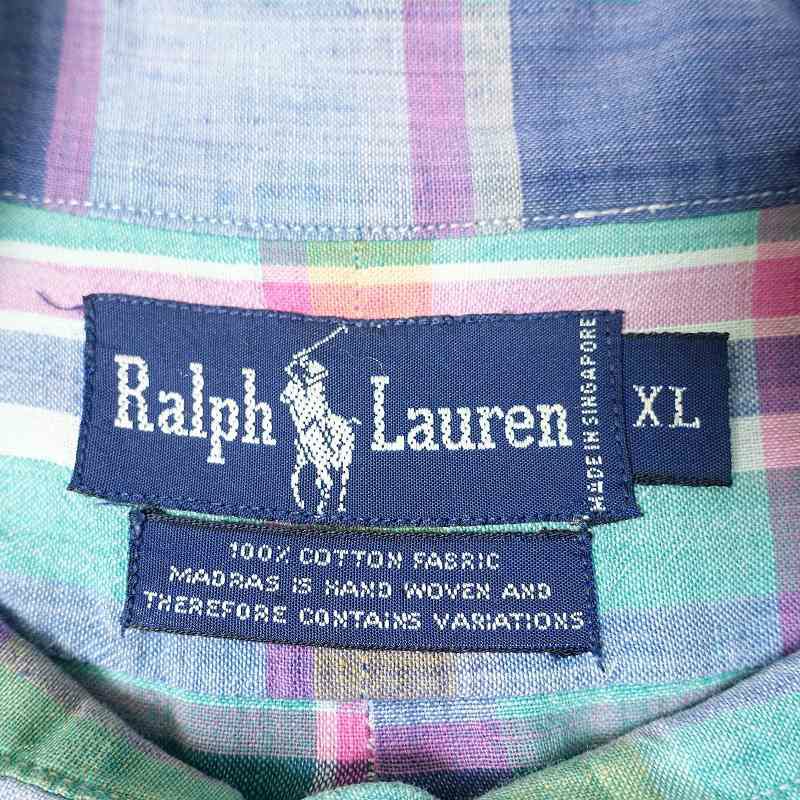 Ralph Lauren
MADE IN SINGAPORE
XL
100% COTTON FABRIC
MADRAS IS HAND WOVEN AND
THEREFORE CONTAINS VARIATIONS